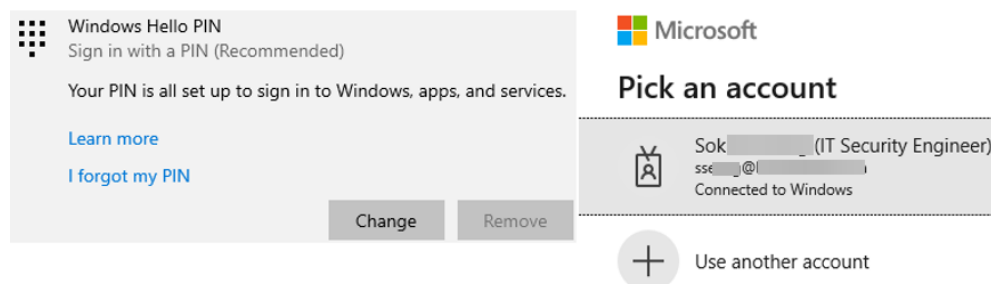 Windows Hello PIN
Sign in with a PIN (Recommended)
Your PIN is all set up to sign in to Windows, apps, and services.
Learn more
I forgot my PIN
Change
Remove
Microsoft
Pick an account
Sok (IT Security Engineer)
sse @
Connected to Windows
Use another account